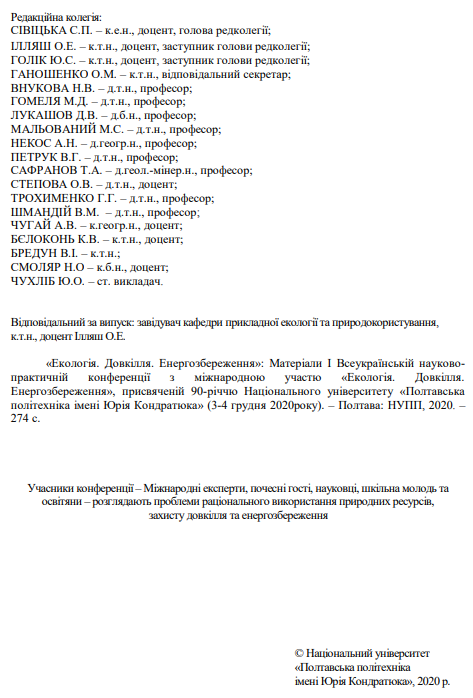 Редакційна колегія:
СІВІЦЬКА С.П. – к.е.н., доцент, голова редколегії;
ІЛЛЯШ О.Е. – к.т.н., доцент, заступник голови редколегії;
ГОЛІК Ю.С. – к.т.н., доцент, заступник голови редколегії;
ГАНОШЕНКО О.М. – к.т.н., відповідальний секретар;
ВНУКОВА Н.В. – д.т.н., професор;
ГОМЕЛЯ М.Д. – д.т.н., професор;
ЛУКАШОВ Д.В. – д.б.н., професор;
МАЛЬОВАНИЙ М.С. – д.т.н., професор;
НЕКОС А.Н. – д.геогр.н., професор;
ПЕТРУК В.Г. – д.т.н., професор;
САФРАНОВ Т.А. – д.геол.-мінер.н., професор;
СТЕПОВА О.В. – д.т.н., доцент;
ТРОХИМЕНКО Г.Г. – д.т.н., професор;
ШМАНДІЙ В.М. – д.т.н., професор;
ЧУГАЙ А.В. – к.геогр.н., доцент;
БЄЛОКОНЬ К.В. – к.т.н., доцент;
БРЕДУН В.І. – к.т.н.;
СМОЛЯР Н.О – к.б.н., доцент;
ЧУХЛІБ Ю.О. – ст. викладач.
Відповідальний за випуск: завідувач кафедри прикладної екології та природокористування,
к.т.н., доцент Ілляш О.Е.
«Екологія. Довкілля. Енергозбереження»: Матеріали І Всеукраїнській науково-
практичній конференції з міжнародною участю «Екологія. Довкілля.
Енергозбереження», присвяченій 90-річчю Національного університету «Полтавська
політехніка імені Юрія Кондратюка» (3-4 грудня 2020року). – Полтава: НУПП, 2020. –
274 с.
Учасники конференції – Міжнародні експерти, почесні гості, науковці, шкільна молодь та
освітяни – розглядають проблеми раціонального використання природних ресурсів,
захисту довкілля та енергозбереження
© Національний університет
«Полтавська політехніка
імені Юрія Кондратюка», 2020 р.